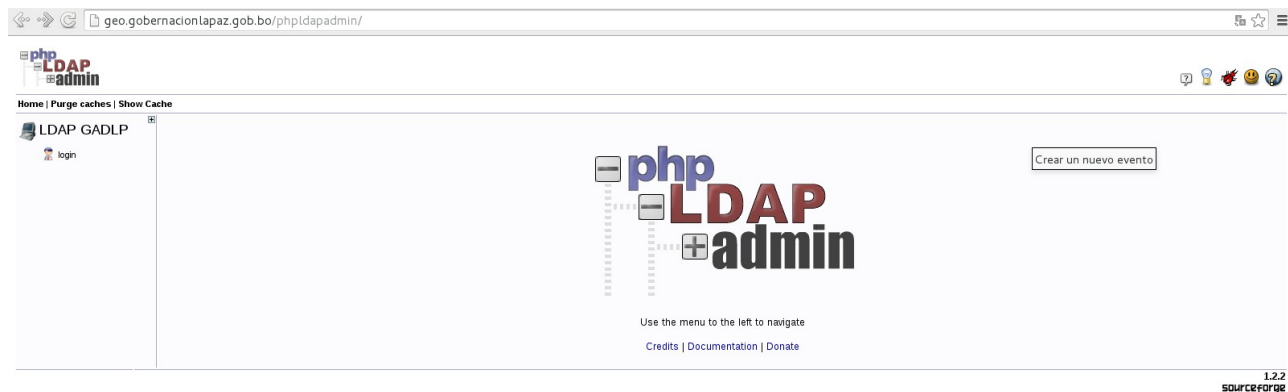 geo.gobernacionlapaz.gob.bo/phpldapadmin/
php
LDAP
admin
Home | Purge caches | Show Cache
LDAP GADLP
login
php
LDAP
admin
Crear un nuevo evento
Use the menu to the left to navigate
Credits | Documentation | Donate
1.2.2
sourceforge